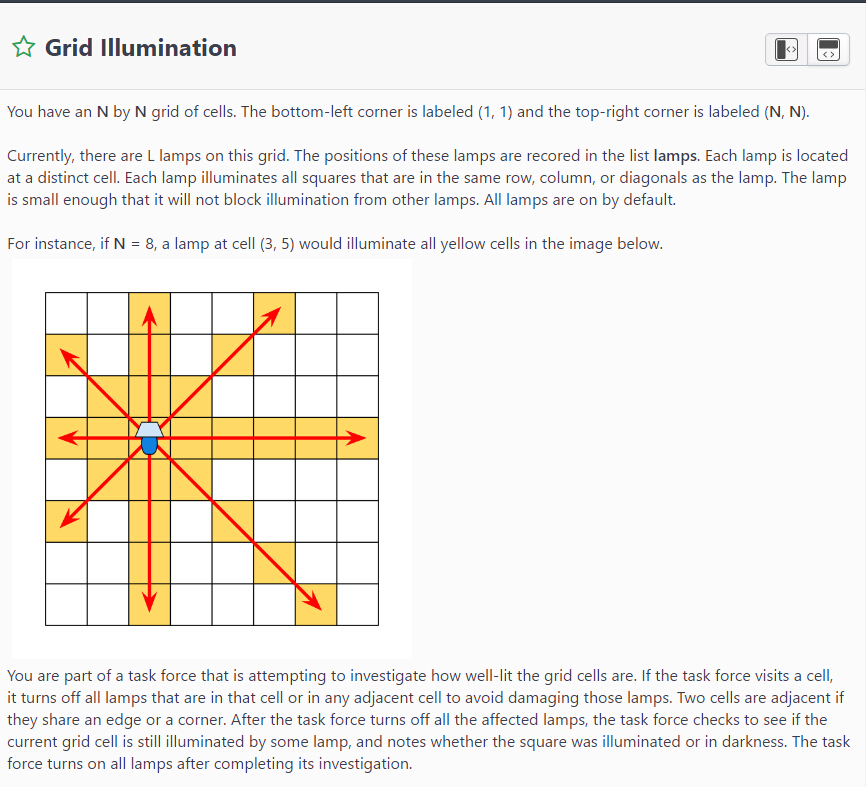 Grid Illumination
You have an N by N grid of cells. The bottom-left corner is labeled (1, 1) and the top-right corner is labeled (N, N).
Currently, there are L lamps on this grid. The positions of these lamps are recored in the list lamps. Each lamp is located
at a distinct cell. Each lamp illuminates all squares that are in the same row, column, or diagonals as the lamp. The lamp
is small enough that it will not block illumination from other lamps. All lamps are on by default.
For instance, if N = 8, a lamp at cell (3, 5) would illuminate all yellow cells in the image below.
You are part of a task force that is attempting to investigate how well-lit the grid cells are. If the task force visits a cell,
it turns off all lamps that are in that cell or in any adjacent cell to avoid damaging those lamps. Two cells are adjacent if
they share an edge or a corner. After the task force turns off all the affected lamps, the task force checks to see if the
current grid cell is still illuminated by some lamp, and notes whether the square was illuminated or in darkness. The task
force turns on all lamps after completing its investigation.